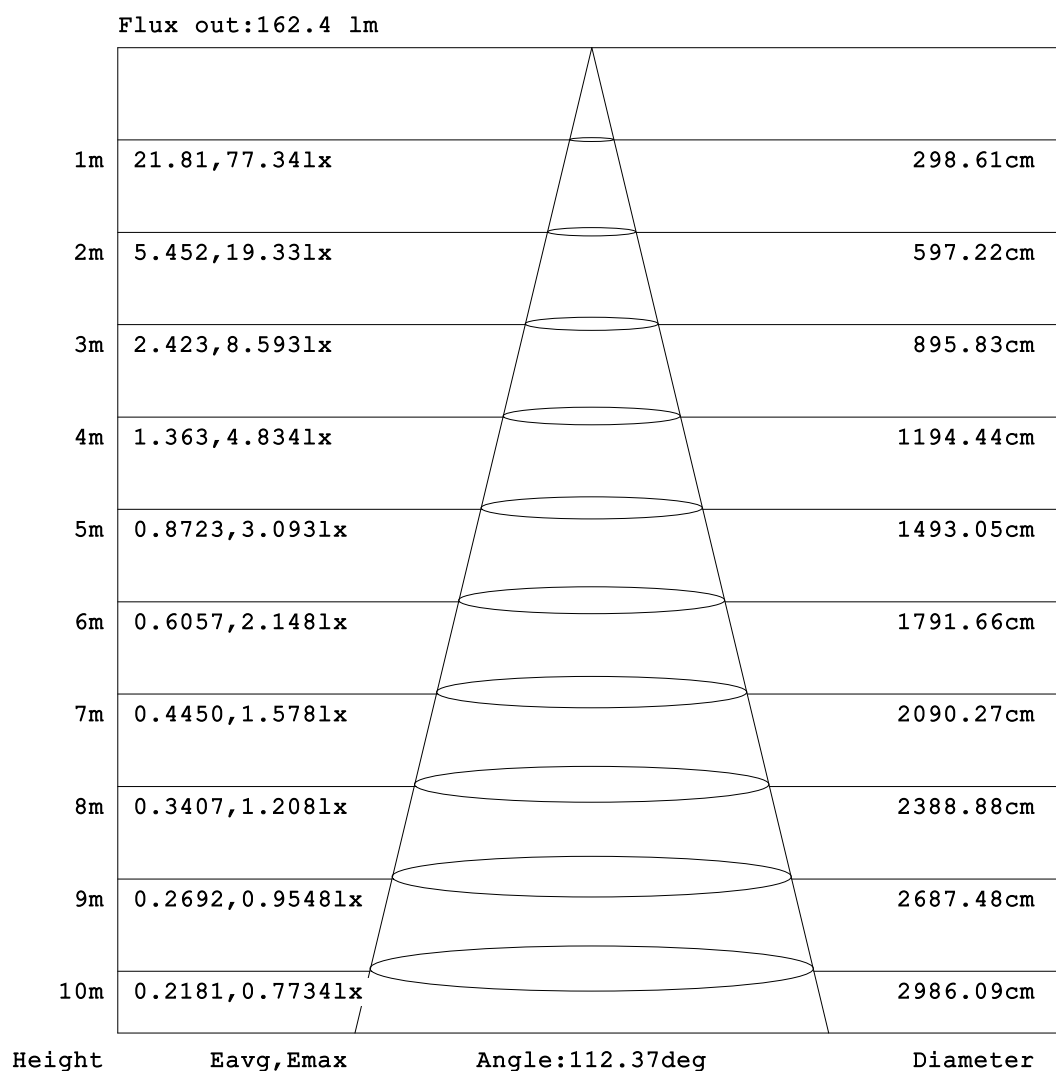 Flux out:162.4 lm
1m 21.81,77.34lx 298.61cm
2m 5.452,19.33lx 597.22cm
3m 2.423,8.593lx 895.83cm
4m 1.363,4.834lx 1194.44cm
5m 0.8723,3.093lx 1493.05cm
6m 0.6057,2.148lx 1791.66cm
7m 0.4450,1.578lx 2090.27cm
8m 0.3407,1.208lx 2388.88cm
9m 0.2692,0.9548lx 2687.48cm
10m 0.2181,0.7734lx 2986.09cm
Height Eavg,Emax Angle:112.37deg Diameter